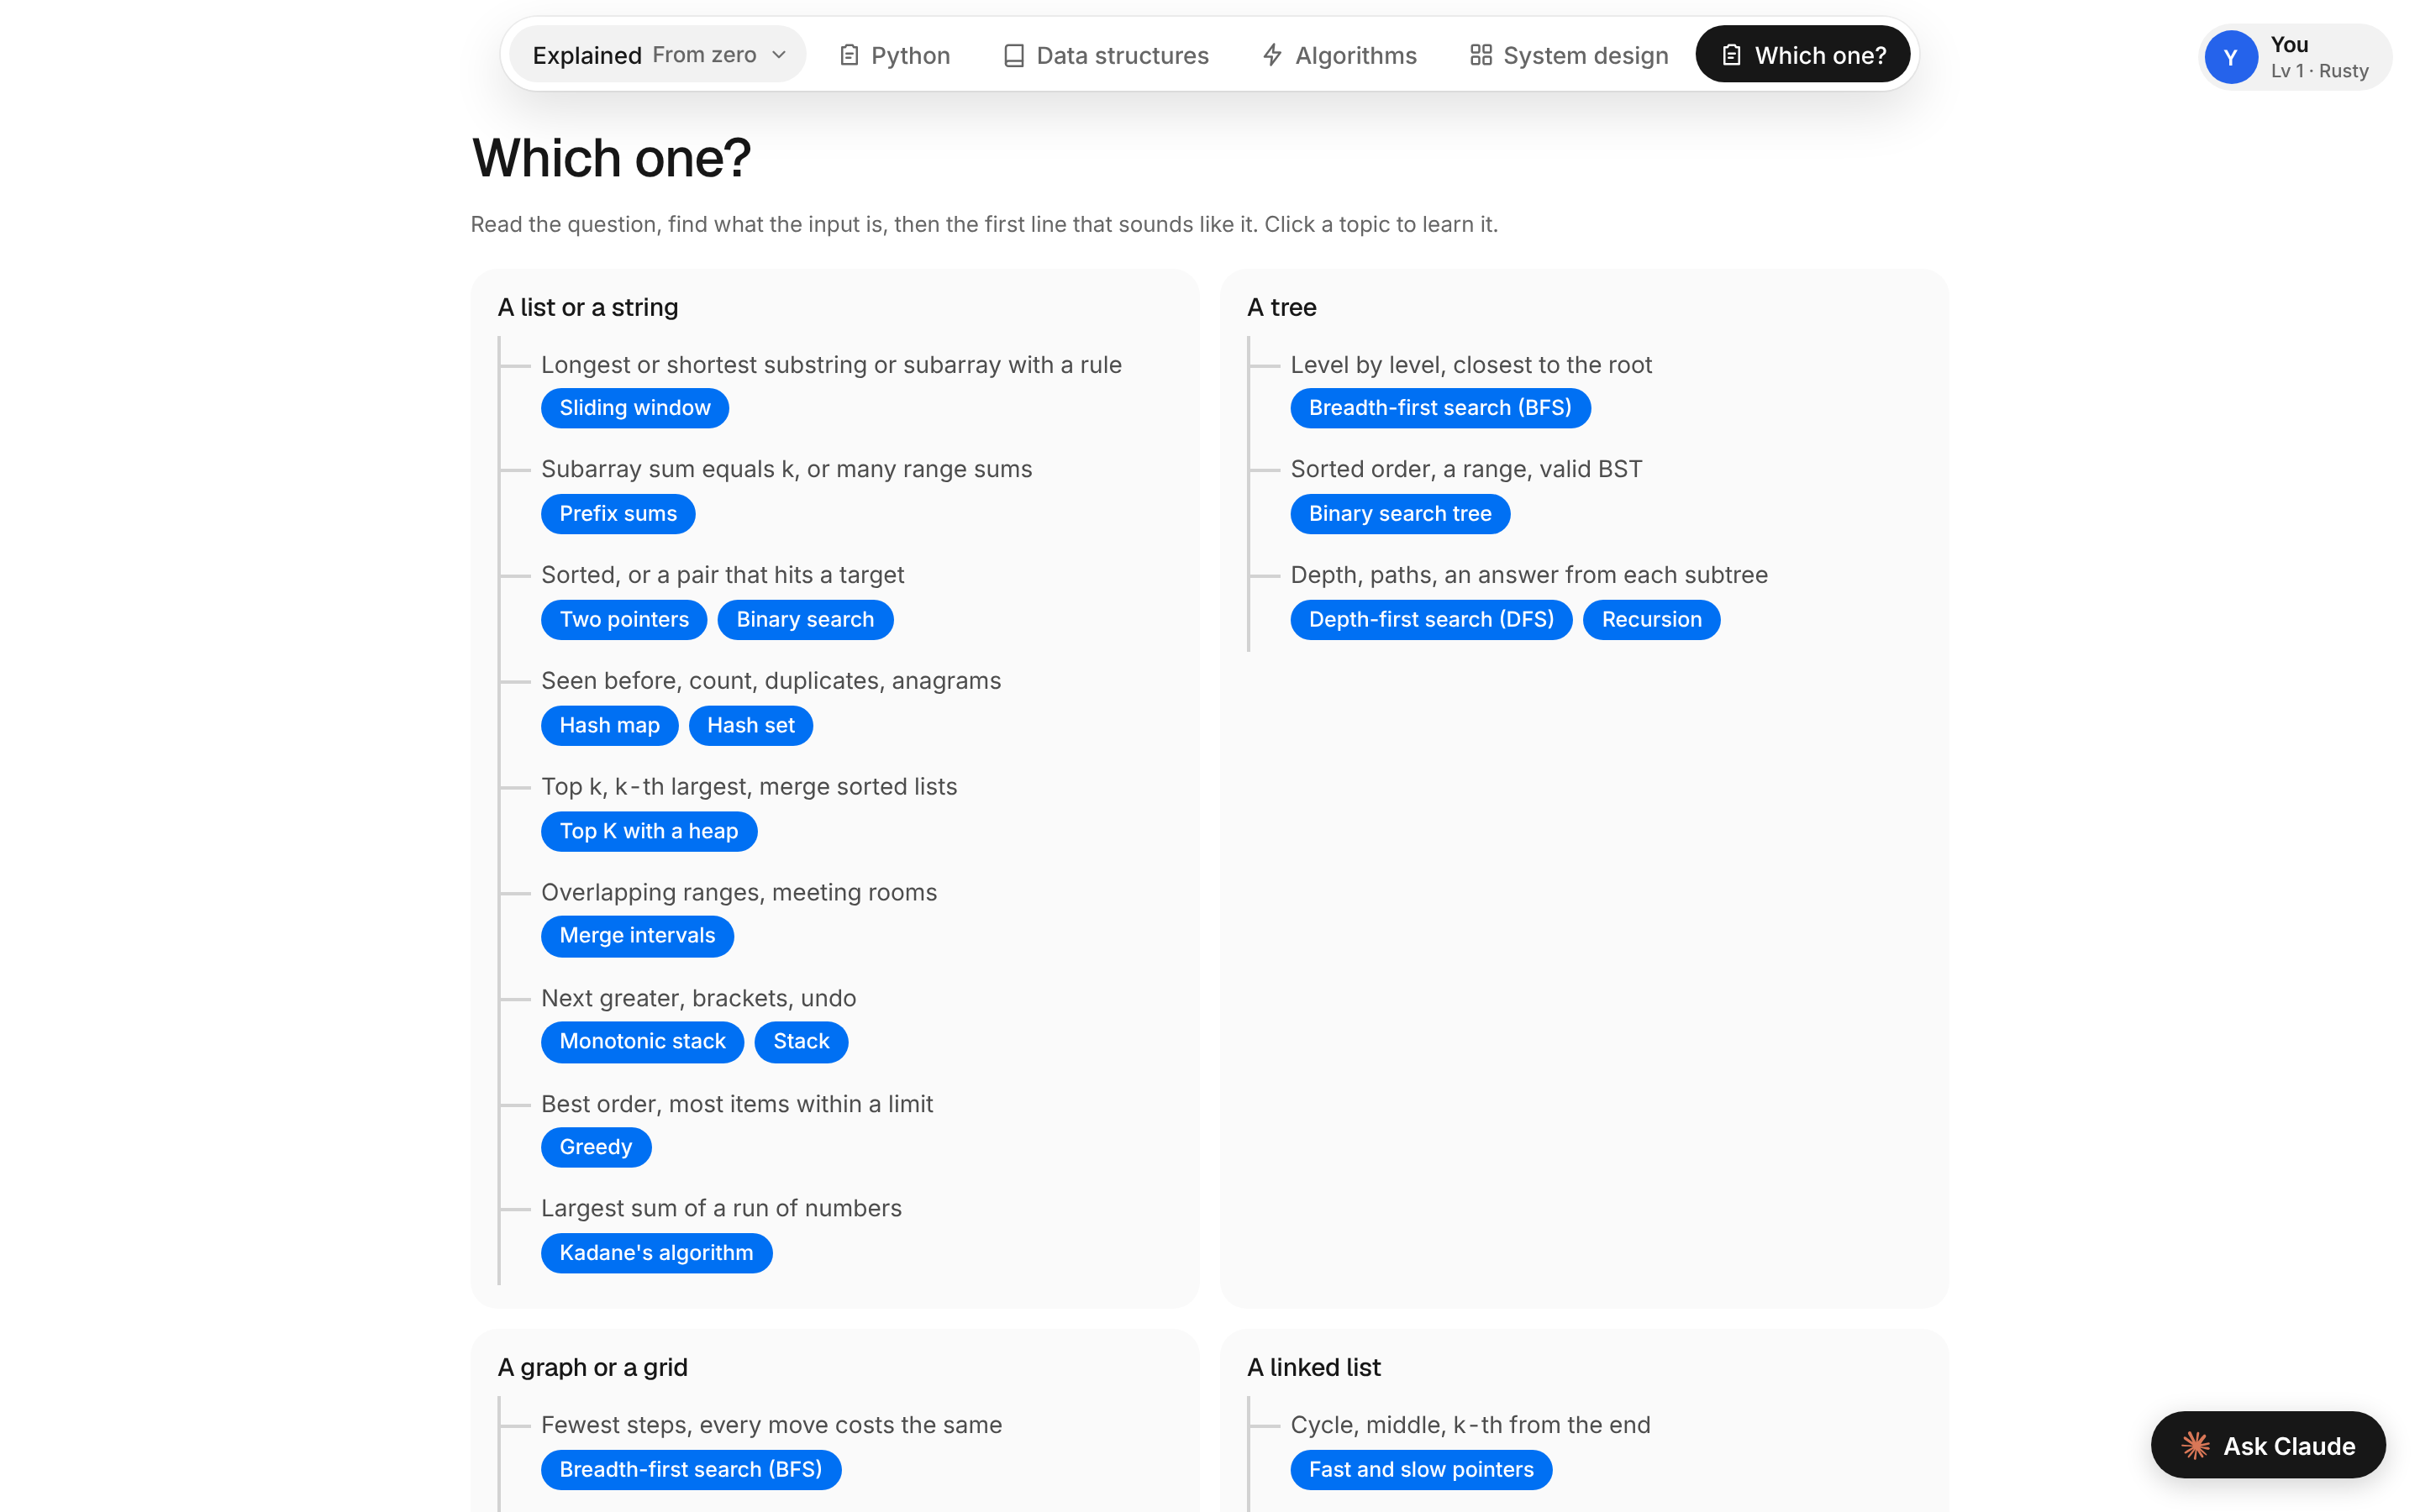 Explained From zero
Python
Data structures
Algorithms
System design
Which one?
Y
You
Lv 1 · Rusty
Which one?
Read the question, find what the input is, then the first line that sounds like it. Click a topic to learn it.
A list or a string
Longest or shortest substring or subarray with a rule
Sliding window
Subarray sum equals k, or many range sums
Prefix sums
Sorted, or a pair that hits a target
Two pointers Binary search
Seen before, count, duplicates, anagrams
Hash map Hash set
Top k, k-th largest, merge sorted lists
Top K with a heap
Overlapping ranges, meeting rooms
Merge intervals
Next greater, brackets, undo
Monotonic stack Stack
Best order, most items within a limit
Greedy
Largest sum of a run of numbers
Kadane's algorithm
A tree
Level by level, closest to the root
Breadth-first search (BFS)
Sorted order, a range, valid BST
Binary search tree
Depth, paths, an answer from each subtree
Depth-first search (DFS) Recursion
A graph or a grid
Fewest steps, every move costs the same
Breadth-first search (BFS)
A linked list
Cycle, middle, k-th from the end
Fast and slow pointers
Ask Claude